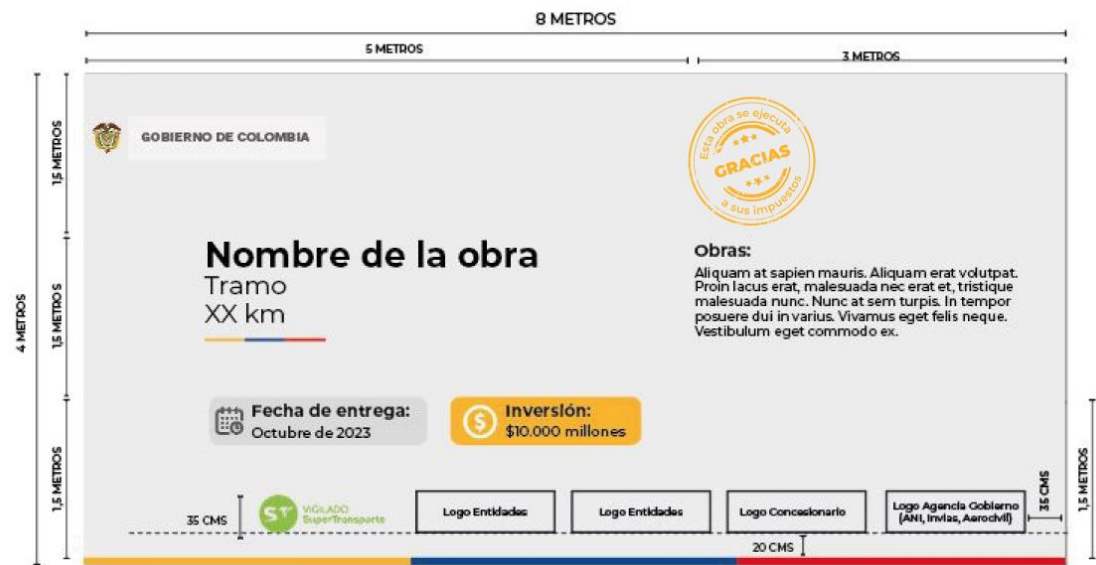 8 METROS
5 METROS
3 METROS
4 METROS
1,5 METROS
1,5 METROS
1,5 METROS
GOBIERNO DE COLOMBIA
Esta obra se ejecuta
GRACIAS
a sus impuestos
Nombre de la obra
Tramo
XX km
Obras:
Aliquam at sapien mauris. Aliquam erat volutpat.
Proin lacus erat, malesuada nec erat et, tristique
malesuada nunc. Nunc at sem turpis. In tempor
posuere dui in varius. Vivamus eget felis neque.
Vestibulum eget commodo ex.
Fecha de entrega:
Octubre de 2023
$
Inversión:
$10.000 millones
35 CMS
ST
VIGILADO
SuperTransporte
Logo Entidades
Logo Entidades
Logo Concesionario
Logo Agencia Gobierno
(ANI, Invias, Aerocivil)
35 CMS
1,5 METROS
20 CMS